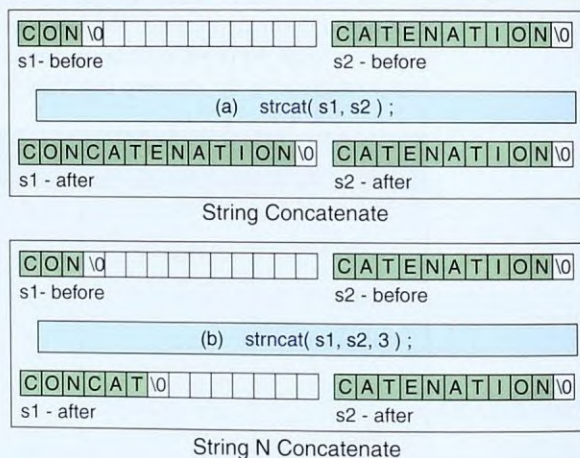 CON\0 CATENATION\0
s1- before s2 - before
(a) strcat( s1, s2 ) ;
CONCATENATION\0 CATENATION\0
s1 - after s2 - after
String Concatenate
CON\0 CATENATION\0
s1- before s2 - before
(b) strncat( s1, s2, 3 ) ;
CONCAT\0 CATENATION\0
s1 - after s2 - after
String N Concatenate